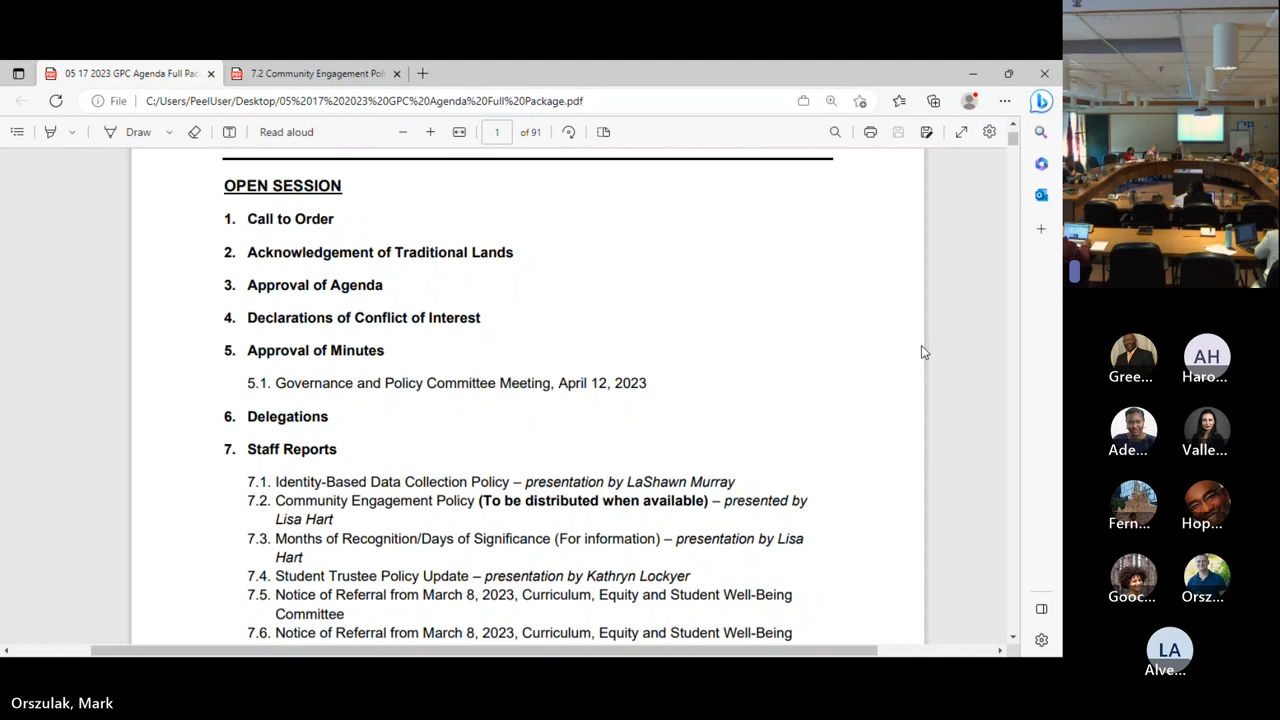 05 17 2023 GPC Agenda Full Pac
7.2 Community Engagement Poli
File
C:/Users/PeelUser/Desktop/05%2017%202023%20GPC%20Agenda%20Full%20Package.pdf
Draw
Read aloud
1 of 91
OPEN SESSION
1. Call to Order
2. Acknowledgement of Traditional Lands
3. Approval of Agenda
4. Declarations of Conflict of Interest
5. Approval of Minutes
5.1. Governance and Policy Committee Meeting, April 12, 2023
6. Delegations
7. Staff Reports
7.1. Identity-Based Data Collection Policy – presentation by LaShawn Murray
7.2. Community Engagement Policy (To be distributed when available) – presented by
Lisa Hart
7.3. Months of Recognition/Days of Significance (For information) – presentation by Lisa
Hart
7.4. Student Trustee Policy Update – presentation by Kathryn Lockyer
7.5. Notice of Referral from March 8, 2023, Curriculum, Equity and Student Well-Being
Committee
7.6. Notice of Referral from March 8, 2023, Curriculum, Equity and Student Well-Being
Gree...
AH
Haro...
Ade...
Valle...
Fern...
Hop...
Gooc...
Orsz...
LA
Alve...
Orszulak, Mark